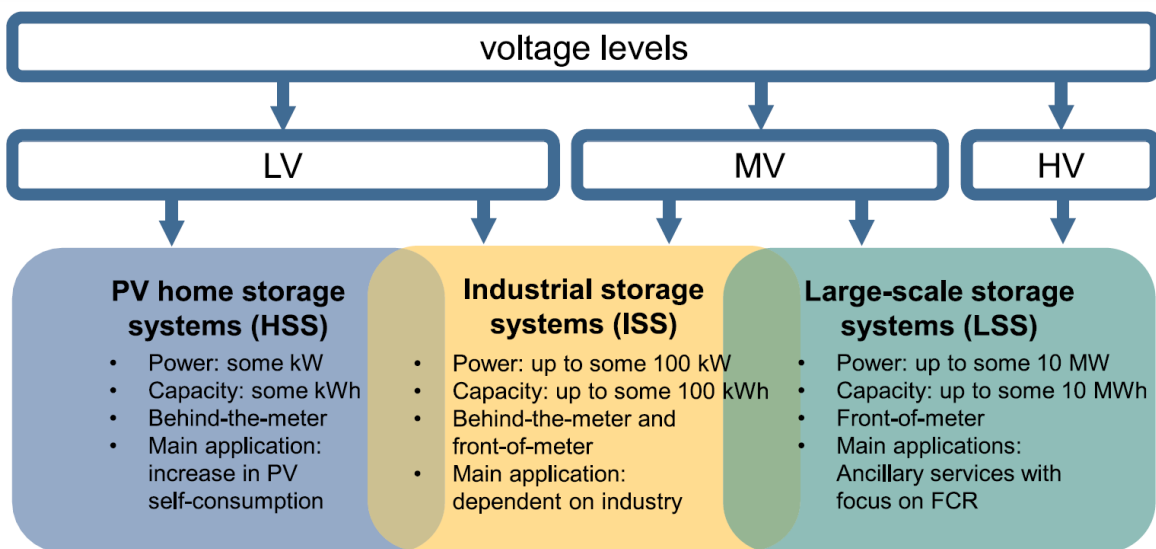 voltage levels
LV
MV
HV
PV home storage
systems (HSS)
• Power: some kW
• Capacity: some kWh
• Behind-the-meter
• Main application:
increase in PV
self-consumption
Industrial storage
systems (ISS)
• Power: up to some 100 kW
• Capacity: up to some 100 kWh
• Behind-the-meter and
front-of-meter
• Main application:
dependent on industry
Large-scale storage
systems (LSS)
• Power: up to some 10 MW
• Capacity: up to some 10 MWh
• Front-of-meter
• Main applications:
Ancillary services with
focus on FCR